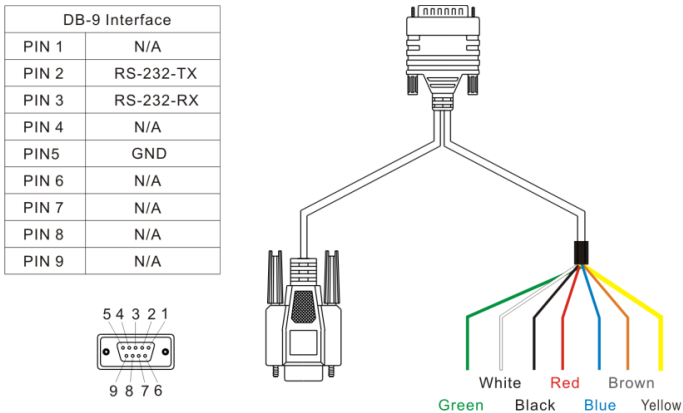 DB-9 Interface
PIN 1 N/A
PIN 2 RS-232-TX
PIN 3 RS-232-RX
PIN 4 N/A
PIN5 GND
PIN 6 N/A
PIN 7 N/A
PIN 8 N/A
PIN 9 N/A
5 4 3 2 1
9 8 7 6
White Red Brown
Green Black Blue Yellow